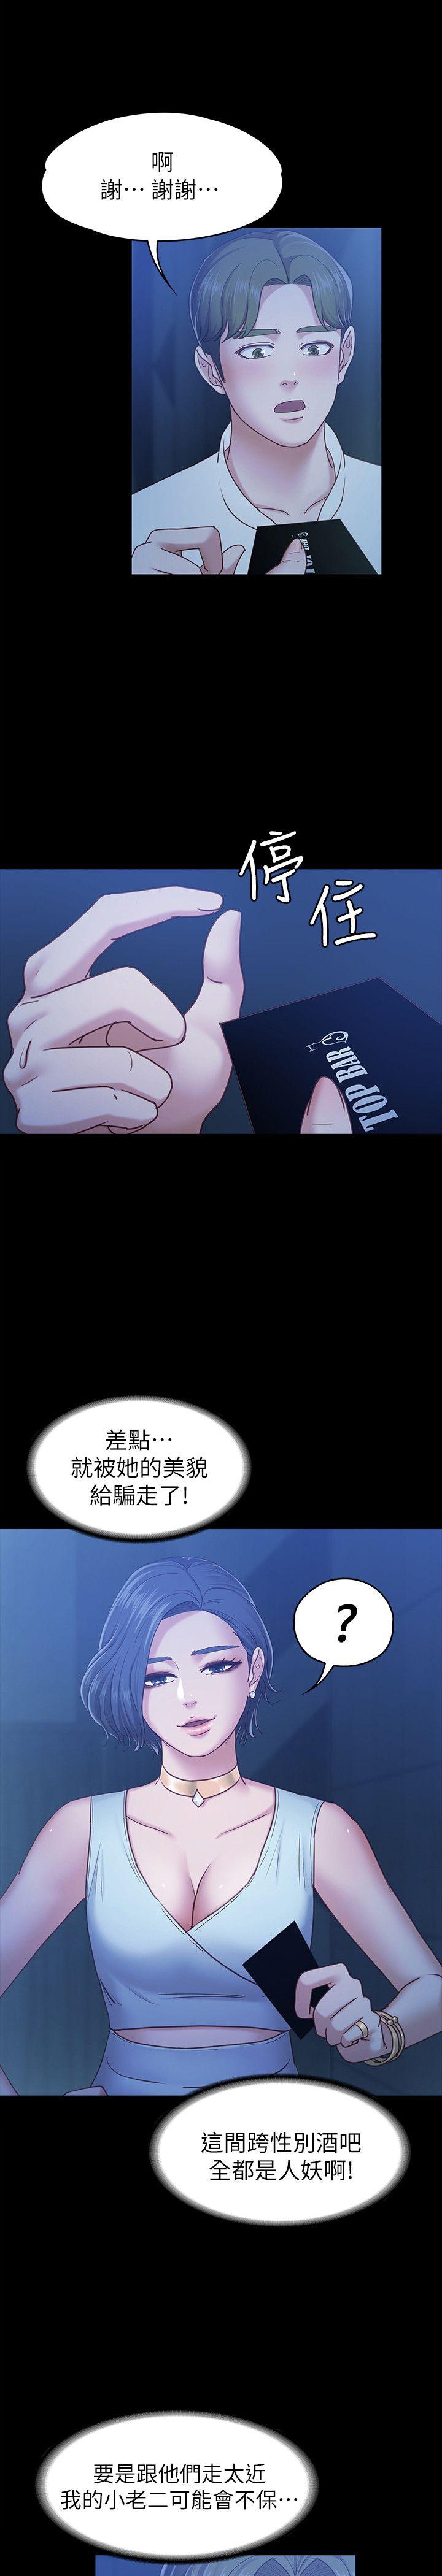 啊
謝… 謝謝…
停住
TOP BAR
差點…
就被她的美貌
給騙走了!
?
這間跨性別酒吧
全都是人妖啊!
要是跟他們走太近
我的小老二可能會不保…